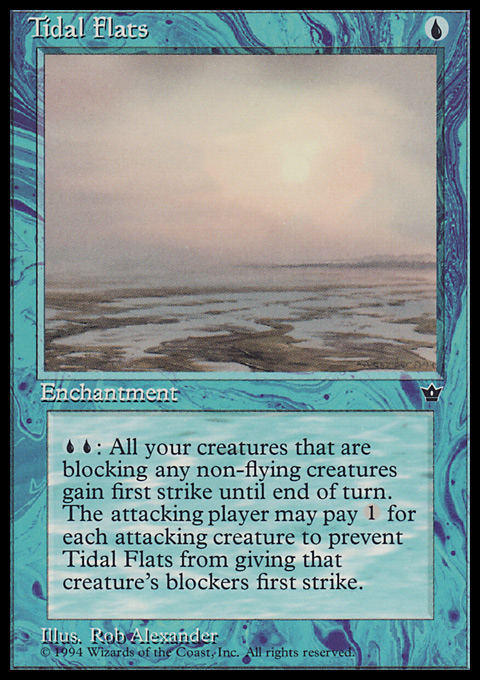 Tidal Flats
Enchantment
: All your creatures that are
blocking any non-flying creatures
gain first strike until end of turn.
The attacking player may pay 1 for
each attacking creature to prevent
Tidal Flats from giving that
creature's blockers first strike.
Illus. Rob Alexander
© 1994 Wizards of the Coast, Inc. All rights reserved.